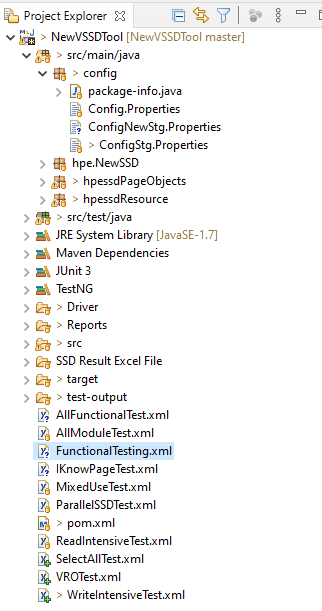 Project Explorer
> NewVSSDTool [NewVSSDTool master]
> src/main/java
> config
package-info.java
Config.Properties
ConfigNewStg.Properties
> ConfigStg.Properties
hpe.NewSSD
> hpessdPageObjects
> hpessdResource
> src/test/java
JRE System Library [JavaSE-1.7]
Maven Dependencies
JUnit 3
TestNG
> Driver
> Reports
> src
SSD Result Excel File
> target
> test-output
AllFunctionalTest.xml
AllModuleTest.xml
FunctionalTesting.xml
IKnowPageTest.xml
MixedUseTest.xml
ParallelSSDTest.xml
> pom.xml
ReadIntensiveTest.xml
SelectAllTest.xml
VROTest.xml
> WriteIntensiveTest.xml